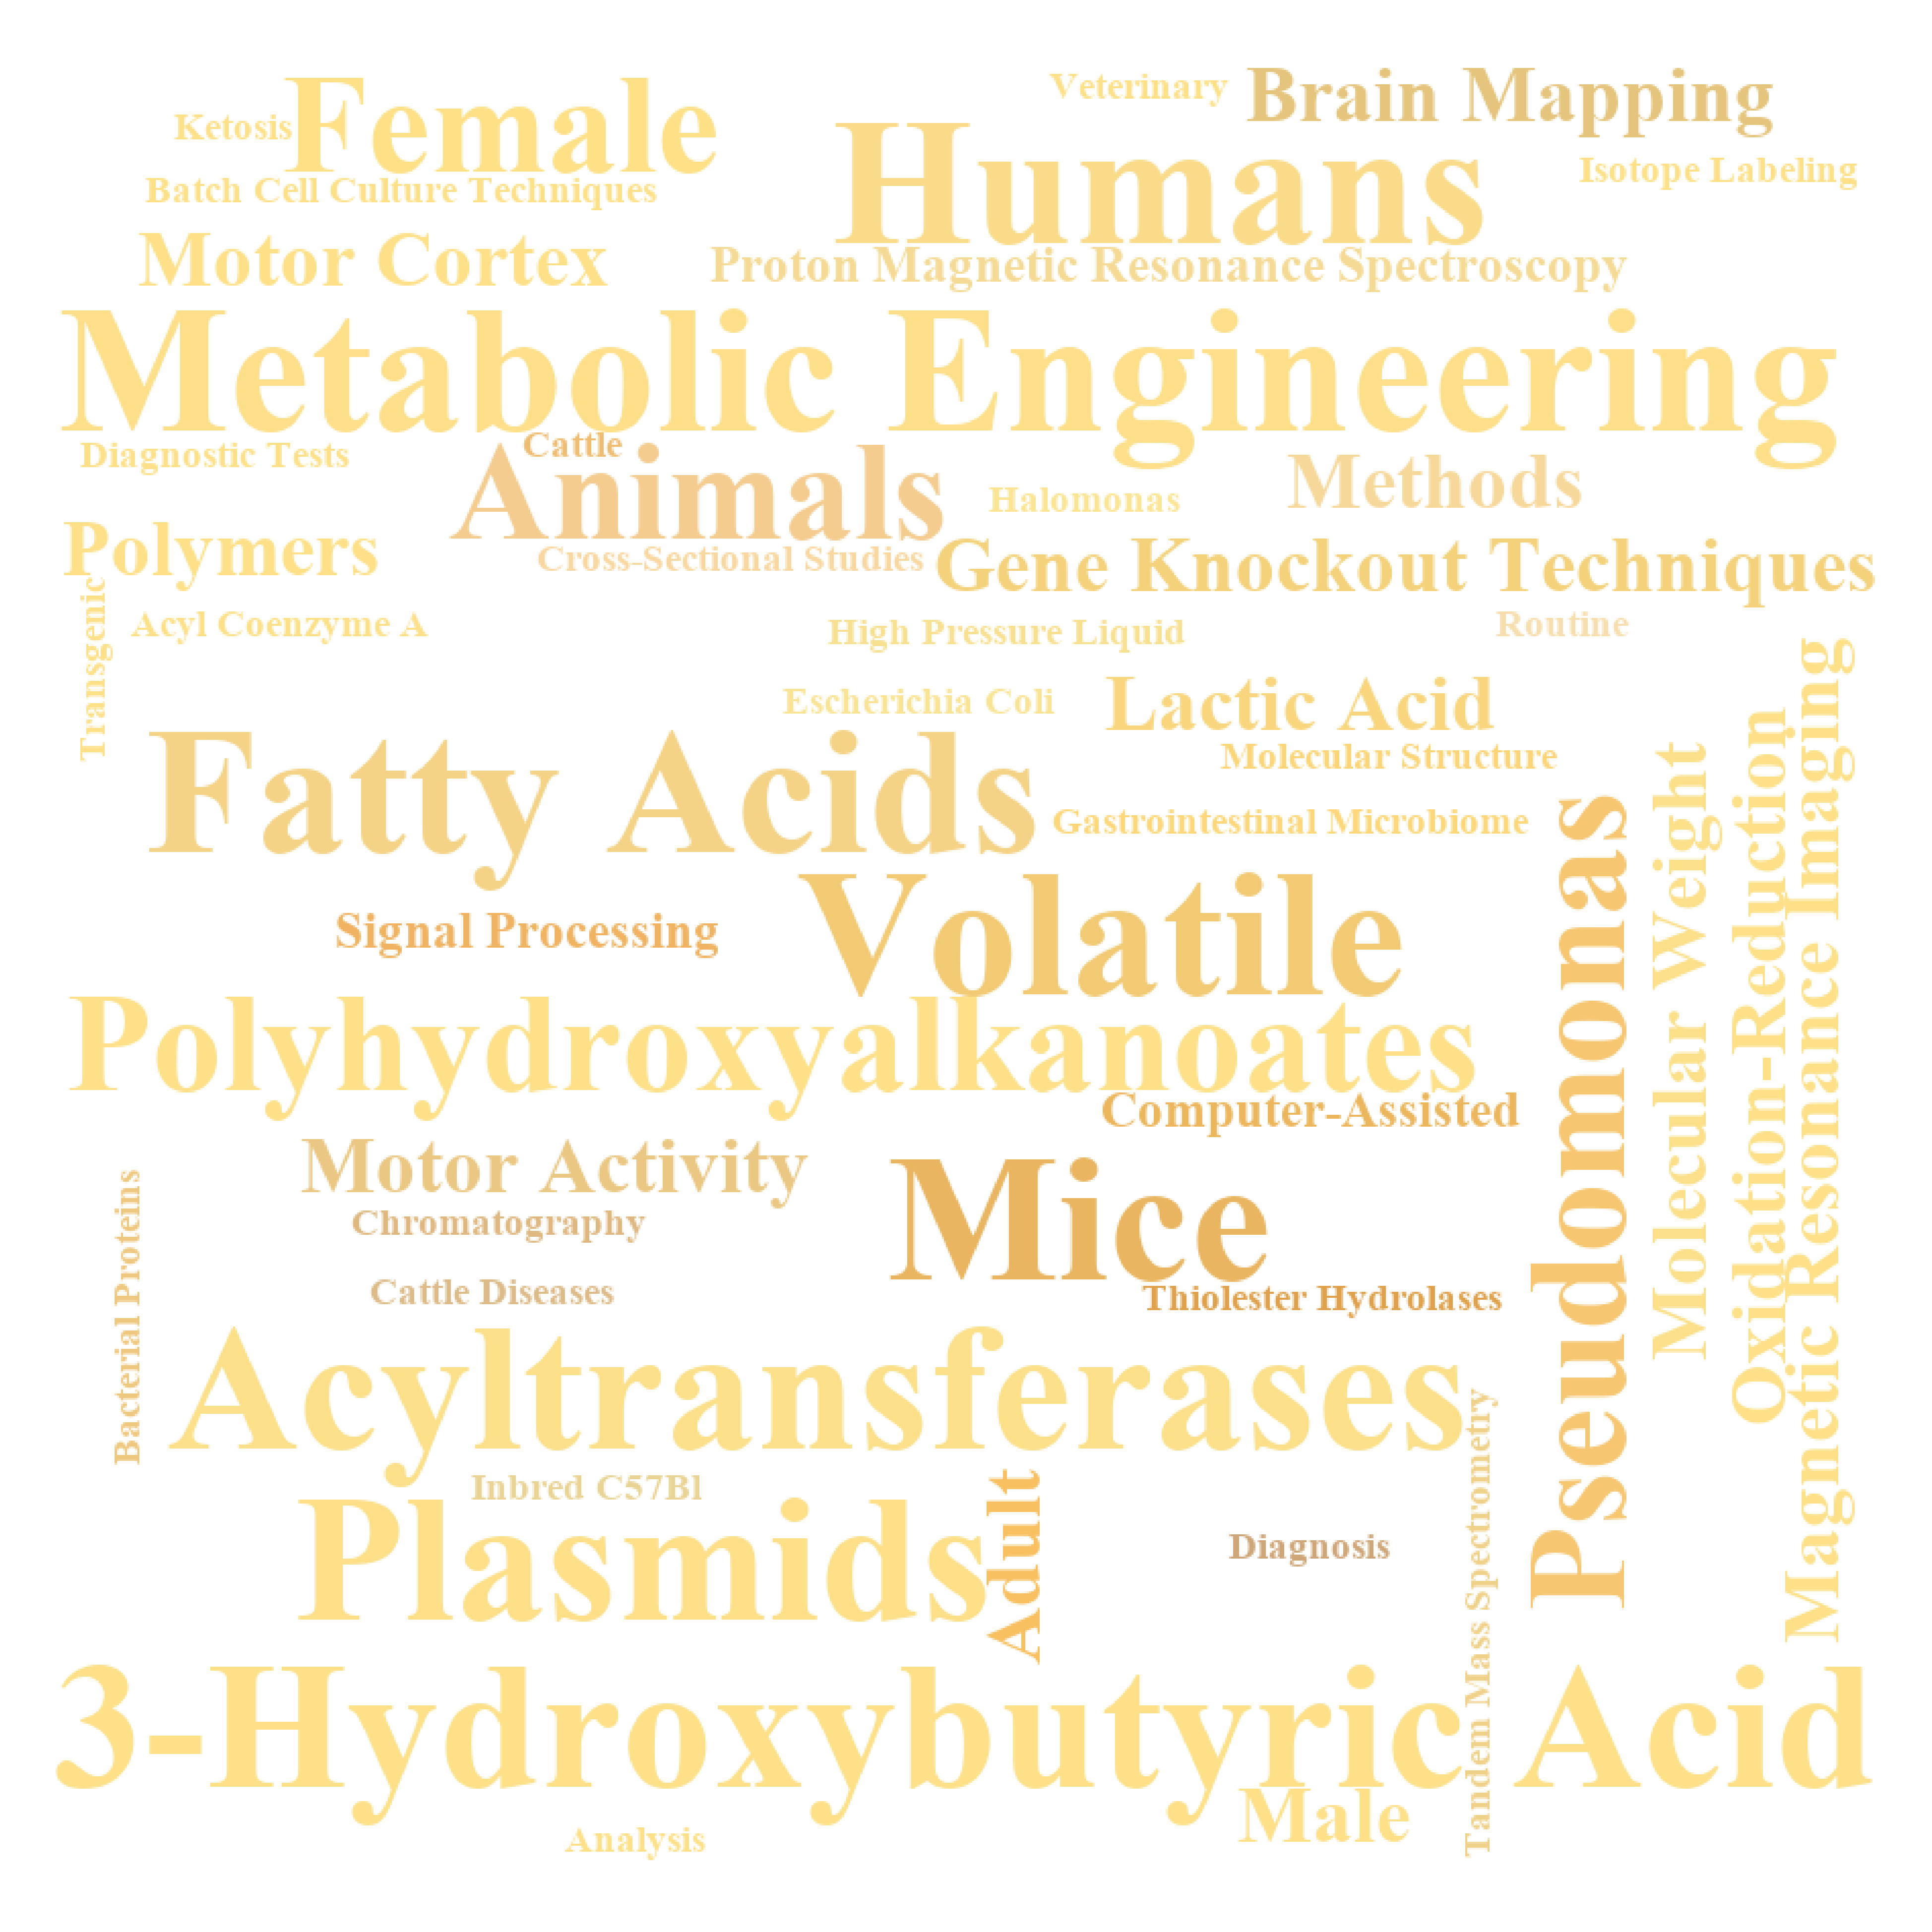 Female
Veterinary
Brain Mapping
Ketosis
Humans
Isotope Labeling
Batch Cell Culture Techniques
Motor Cortex
Proton Magnetic Resonance Spectroscopy
Metabolic Engineering
Diagnostic Tests
Cattle
Animals
Halomonas
Methods
Polymers
Cross-Sectional Studies
Gene Knockout Techniques
Transgenic
Acyl Coenzyme A
High Pressure Liquid
Routine
Escherichia Coli
Lactic Acid
Molecular Structure
Fatty Acids
Gastrointestinal Microbiome
Signal Processing
Volatile
Pseudomonas
Molecular Weight
Oxidation-Reduction
Magnetic Resonance Imaging
Polyhydroxyalkanoates
Computer-Assisted
Motor Activity
Mice
Chromatography
Bacterial Proteins
Cattle Diseases
Thiolester Hydrolases
Acyltransferases
Inbred C57Bl
Plasmids
Adult
Diagnosis
Tandem Mass Spectrometry
3-Hydroxybutyric Acid
Male
Analysis